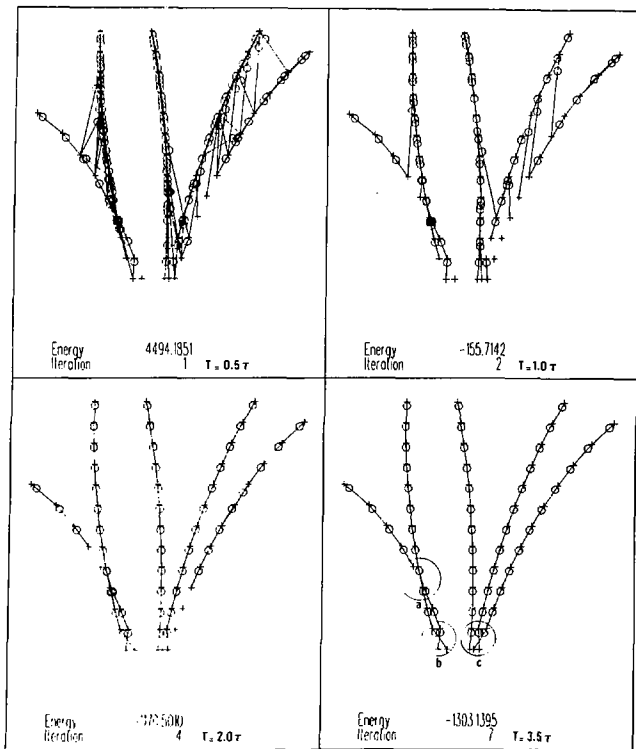 Energy 4494.1851
Iteration 1 T = 0.5 τ
Energy -155.7142
Iteration 2 T = 1.0 τ
a
b c
Energy
Iteration 4 T = 2.0 τ
Energy -1303.1395
Iteration 7 T = 3.5 τ